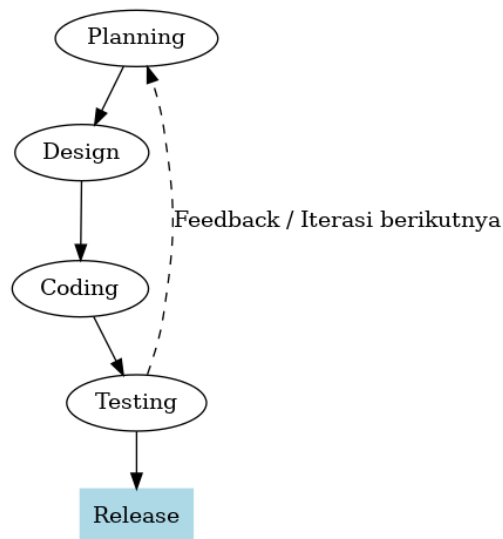 Planning
Design
Feedback / Iterasi berikutnya
Coding
Testing
Release